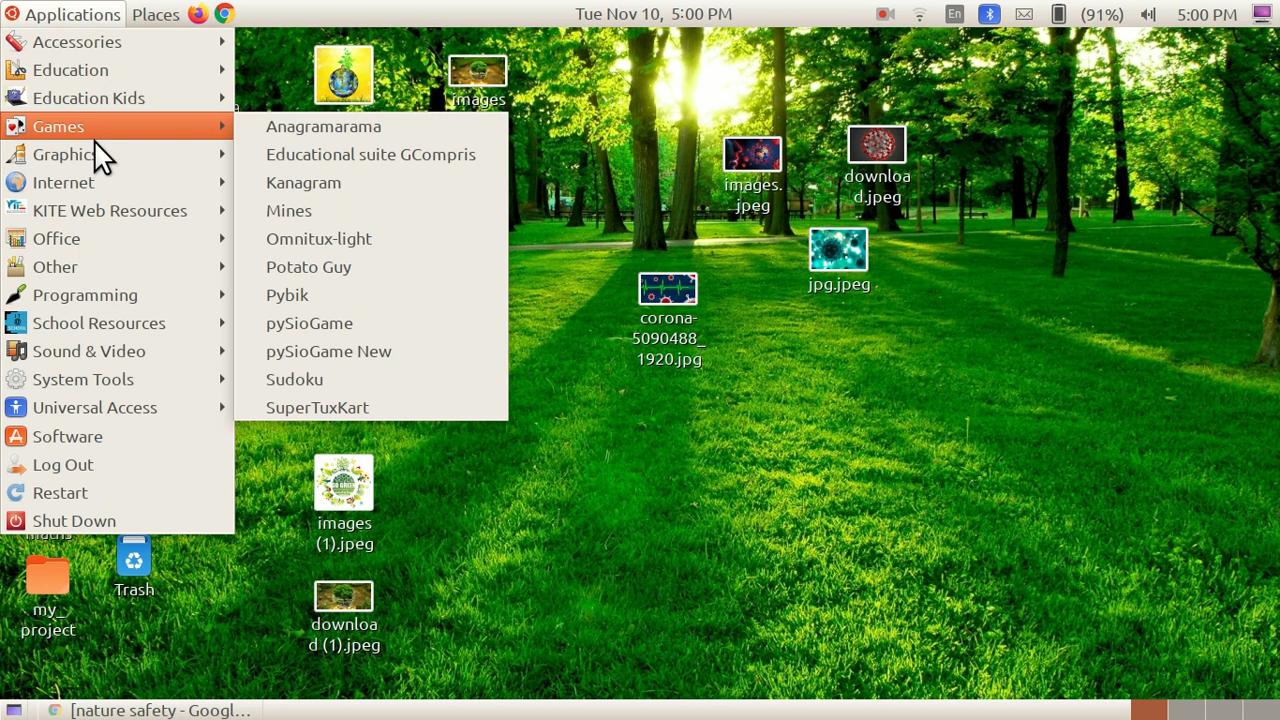 Applications Places Tue Nov 10, 5:00 PM En (91%) 5:00 PM
Accessories
Education
Education Kids
Games
Graphics
Internet
KITE Web Resources
Office
Other
Programming
School Resources
Sound & Video
System Tools
Universal Access
Software
Log Out
Restart
Shut Down
Anagramarama
Educational suite GCompris
Kanagram
Mines
Omnitux-light
Potato Guy
Pybik
pySioGame
pySioGame New
Sudoku
SuperTuxKart
images
images.
jpeg
downloa
d.jpeg
jpg.jpeg
corona-
5090488_
1920.jpg
images
(1).jpeg
downloa
d (1).jpeg
maths
Trash
my_
project
[nature safety - Googl...